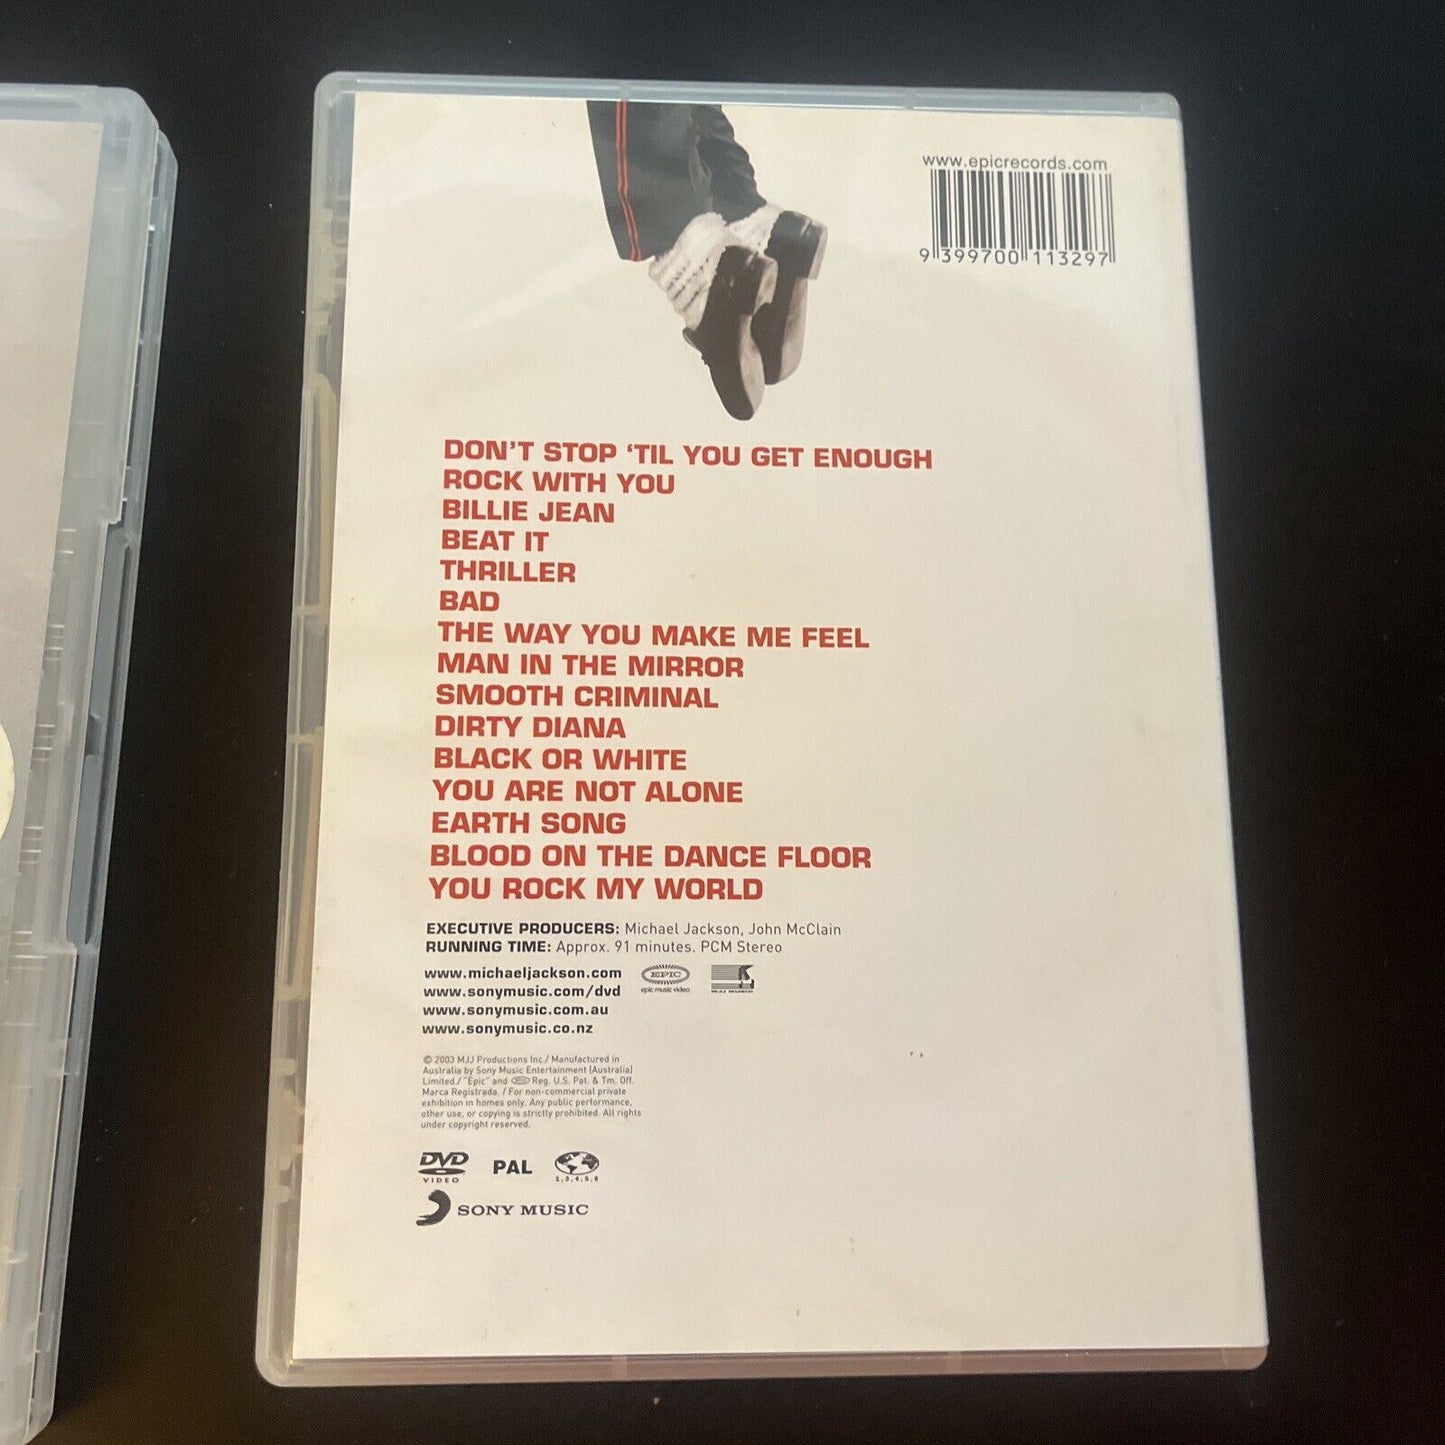 www.epicrecords.com
9 399700 113297
DON'T STOP 'TIL YOU GET ENOUGH
ROCK WITH YOU
BILLIE JEAN
BEAT IT
THRILLER
BAD
THE WAY YOU MAKE ME FEEL
MAN IN THE MIRROR
SMOOTH CRIMINAL
DIRTY DIANA
BLACK OR WHITE
YOU ARE NOT ALONE
EARTH SONG
BLOOD ON THE DANCE FLOOR
YOU ROCK MY WORLD
EXECUTIVE PRODUCERS: Michael Jackson, John McClain
RUNNING TIME: Approx. 91 minutes. PCM Stereo
www.michaeljackson.com
EPIC
epic music video
www.sonymusic.com/dvd
www.sonymusic.com.au
www.sonymusic.co.nz
© 2003 MJJ Productions Inc./ Manufactured in
Australia by Sony Music Entertainment (Australia)
Limited./ "Epic" and Reg. U.S. Pat. & Tm. Off.
Marca Registrada. / For non-commercial private
exhibition in homes only. Any public performance,
other use, or copying is strictly prohibited. All rights
under copyright reserved.
DVD
VIDEO
PAL
1,3,4,5,6
SONY MUSIC